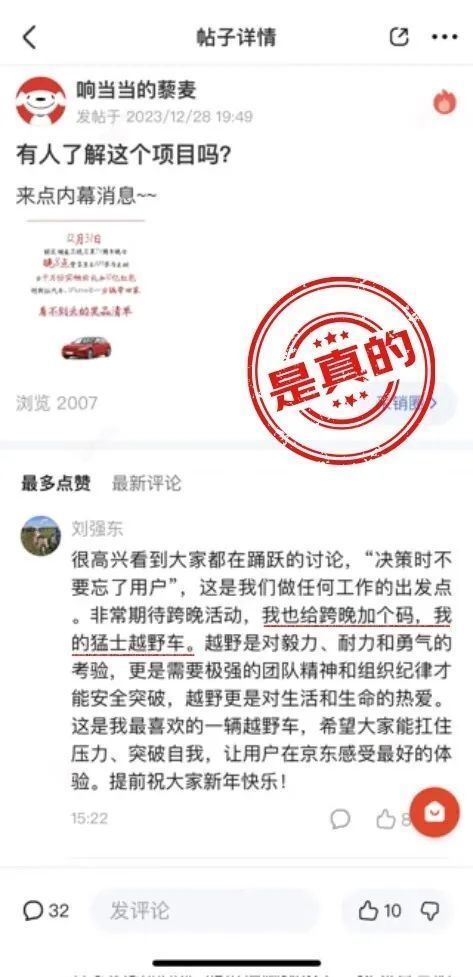 帖子详情
响当当的藜麦
发帖于 2023/12/28 19:49
有人了解这个项目吗?
来点内幕消息~~
12月31日
看不到头的奖品清单
是真的
浏览 2007
最多点赞 最新评论
刘强东
很高兴看到大家都在踊跃的讨论，“决策时不
要忘了用户”，这是我们做任何工作的出发点
。非常期待跨晚活动，我也给跨晚加个码，我
的猛士越野车。越野是对毅力、耐力和勇气的
考验，更是需要极强的团队精神和组织纪律才
能安全突破，越野更是对生活和生命的热爱。
这是我最喜欢的一辆越野车，希望大家能扛住
压力、突破自我，让用户在京东感受最好的体
验。提前祝大家新年快乐！
15:22
32
发评论
10